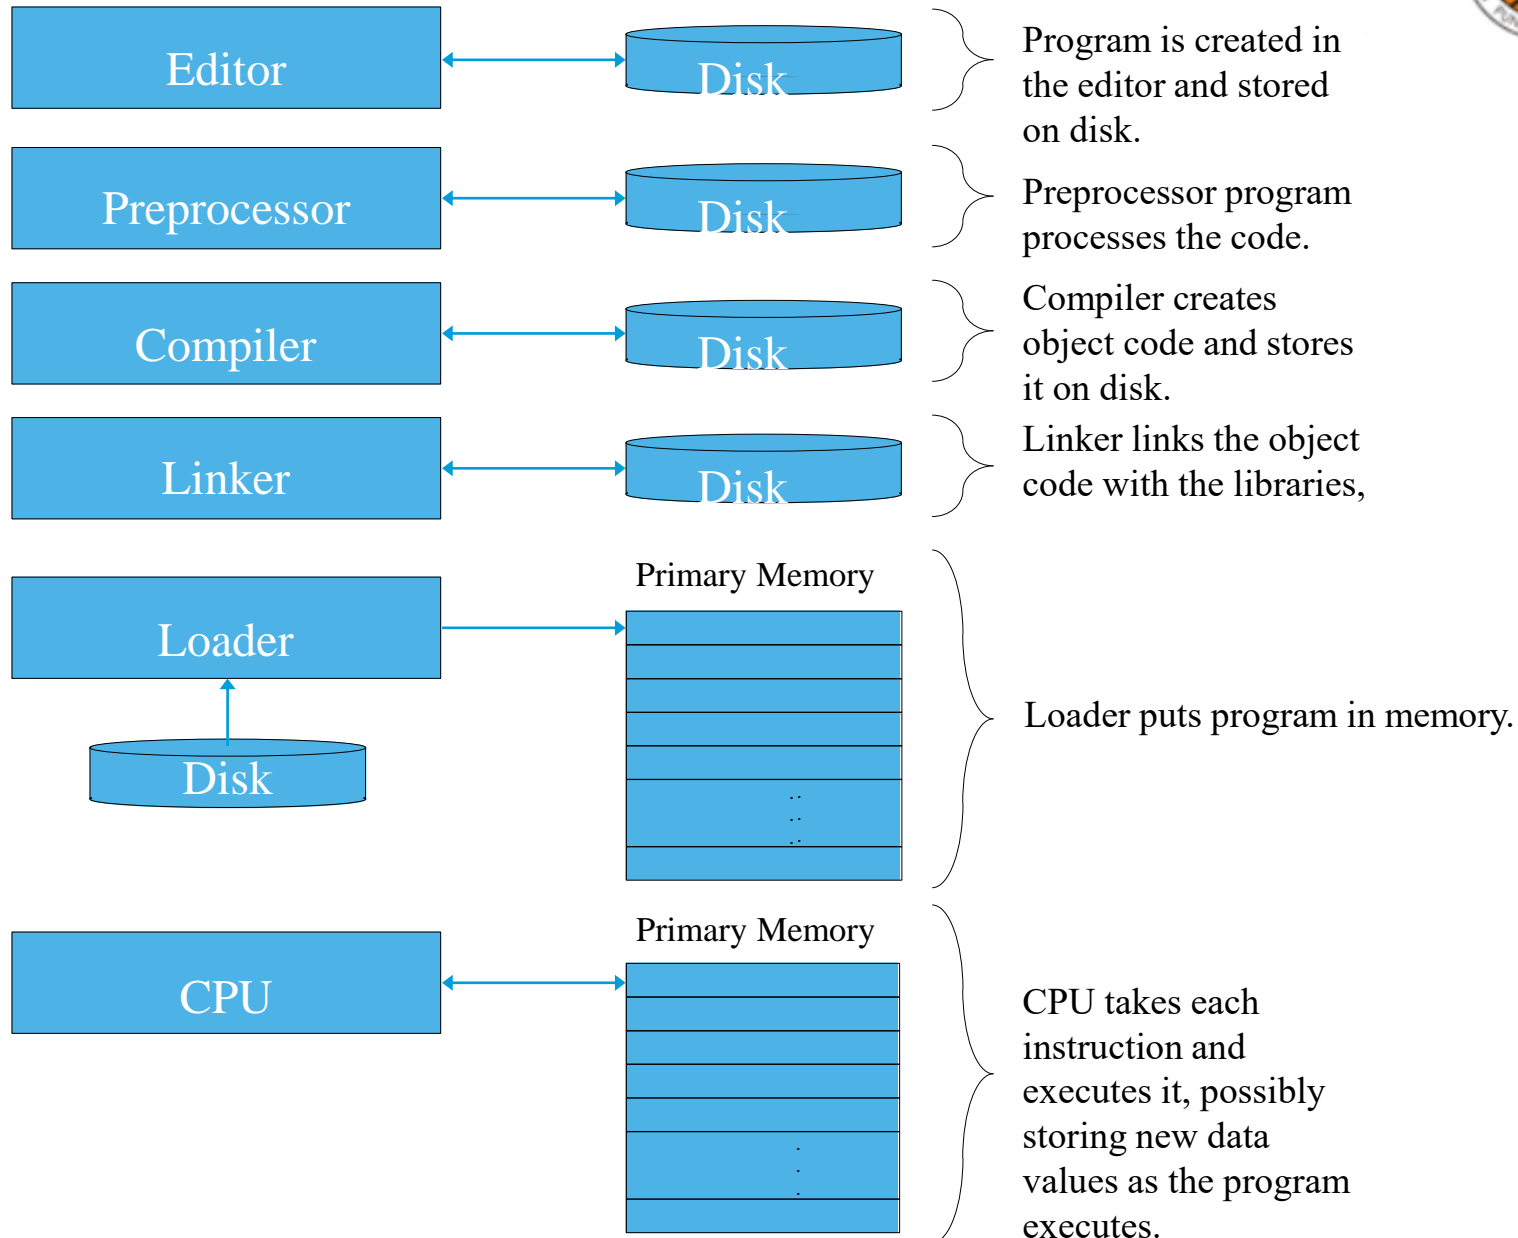 Editor
Disk
Program is created in
the editor and stored
on disk.
Preprocessor
Disk
Preprocessor program
processes the code.
Compiler
Disk
Compiler creates
object code and stores
it on disk.
Linker
Disk
Linker links the object
code with the libraries,
Primary Memory
Loader
Disk
Loader puts program in memory.
Primary Memory
CPU
CPU takes each
instruction and
executes it, possibly
storing new data
values as the program
executes.